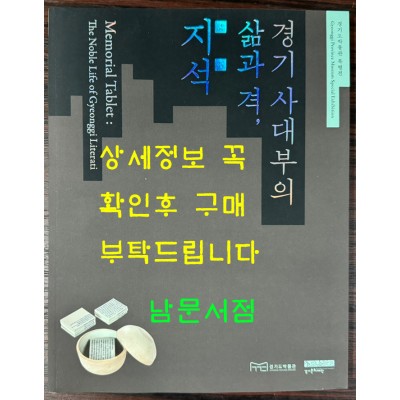 경기도박물관 특별전
Gyeonggi Provincial Museum Special Exhibition
경기 사대부의
삶과 격,
지석
Memorial Tablet :
The Noble Life of Gyeonggi Literati
상세정보 꼭
확인후 구매
부탁드립니다
남문서점
경기도박물관